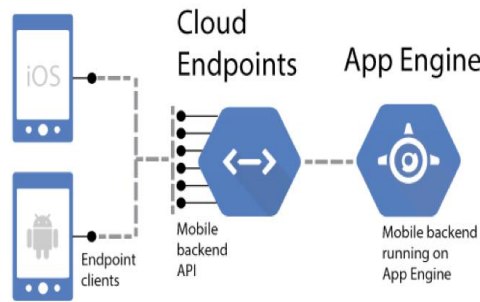 iOS
Cloud
Endpoints
App Engine
Endpoint
clients
Mobile
backend
API
Mobile backend
running on
App Engine